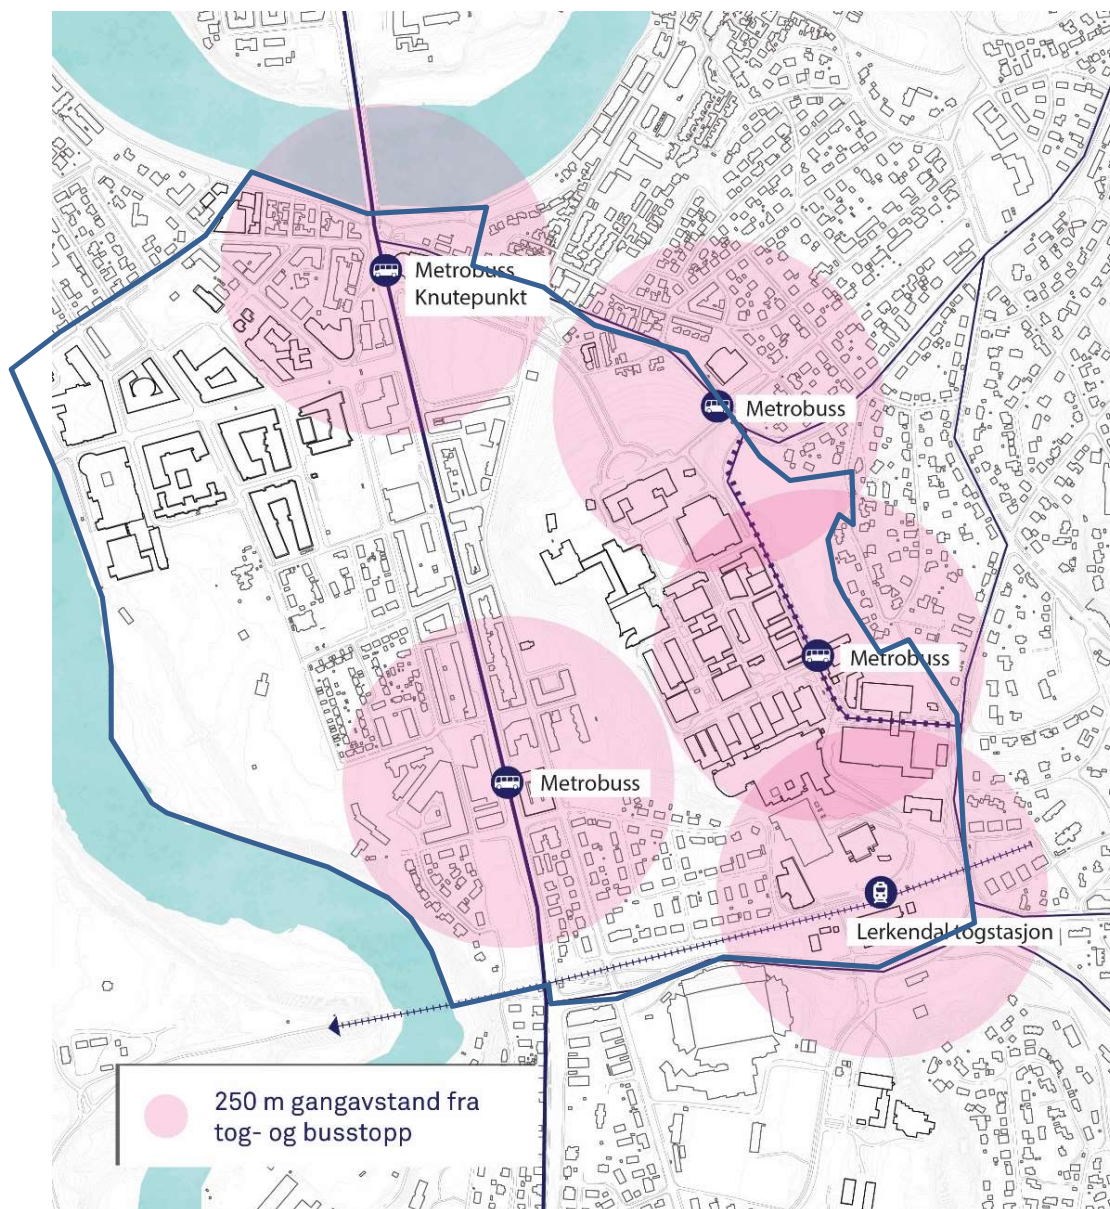 Metrobuss
Knutepunkt
Metrobuss
Metrobuss
Metrobuss
Lerkendal togstasjon
250 m gangavstand fra
tog- og busstopp